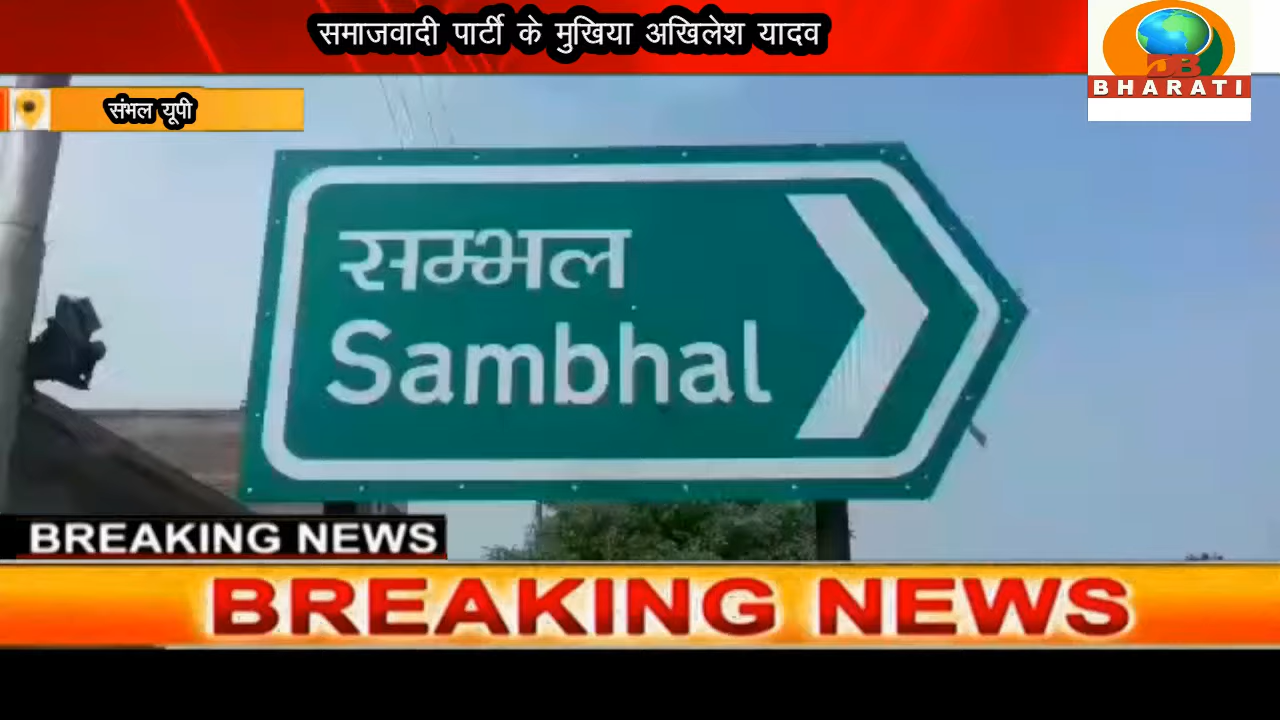 समाजवादी पार्टी के मुखिया अखिलेश यादव
BHARATI
संभल यूपी
सम्भल
Sambhal
BREAKING NEWS
BREAKING NEWS